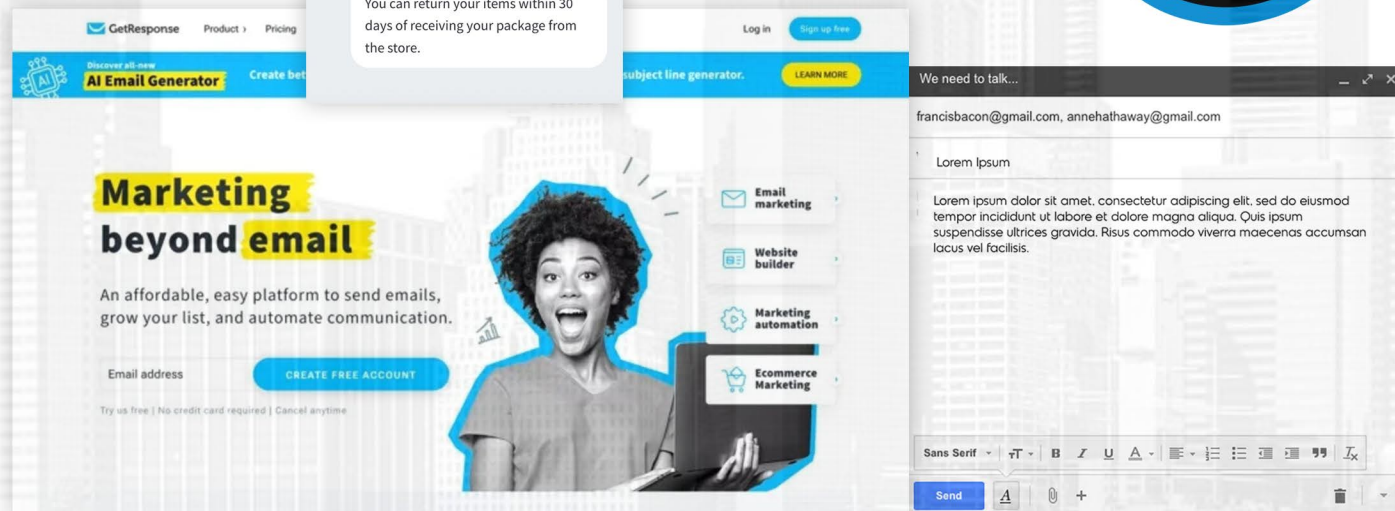 You can return your items within 30
days of receiving your package from
the store.
GetResponse
Product
Pricing
Log in
Sign up free
Discover all-new
AI Email Generator
Create bet
subject line generator.
LEARN MORE
Marketing
beyond email
An affordable, easy platform to send emails,
grow your list, and automate communication.
Email address
CREATE FREE ACCOUNT
Try us free | No credit card required | Cancel anytime
Email
marketing
Website
builder
Marketing
automation
Ecommerce
Marketing
We need to talk...
francisbacon@gmail.com, annehathaway@gmail.com
Lorem Ipsum
Lorem ipsum dolor sit amet, consectetur adipiscing elit, sed do eiusmod
tempor incididunt ut labore et dolore magna aliqua. Quis ipsum
suspendisse ultrices gravida. Risus commodo viverra maecenas accumsan
lacus vel facilisis.
Sans Serif
Send